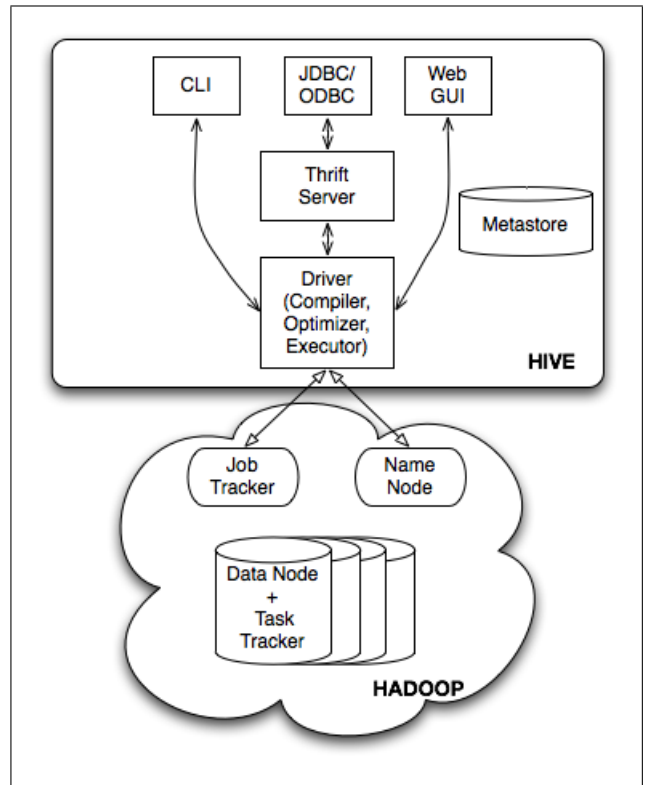 CLI
JDBC/
ODBC
Web
GUI
Thrift
Server
Metastore
Driver
(Compiler,
Optimizer,
Executor)
HIVE
Job
Tracker
Name
Node
Data Node
+
Task
Tracker
HADOOP